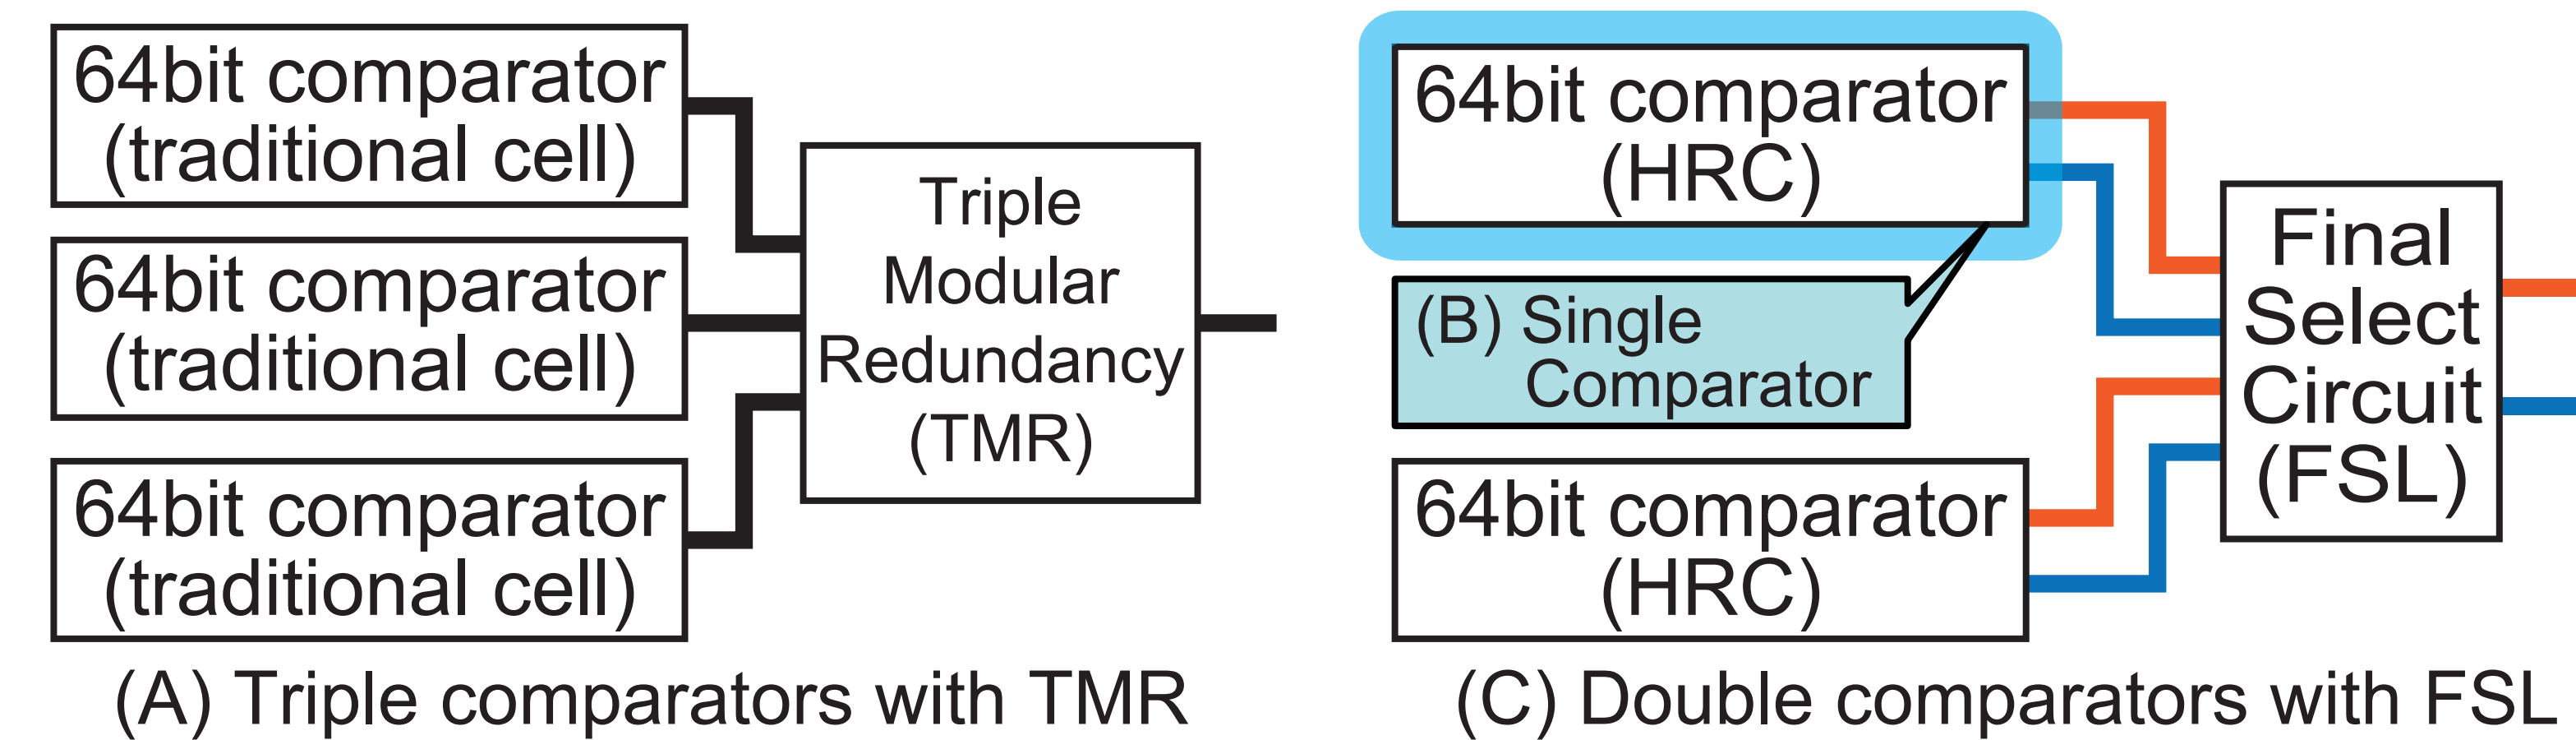 64bit comparator
(traditional cell)
64bit comparator
(traditional cell)
64bit comparator
(traditional cell)
Triple
Modular
Redundancy
(TMR)
(A) Triple comparators with TMR
64bit comparator
(HRC)
(B) Single
Comparator
64bit comparator
(HRC)
Final
Select
Circuit
(FSL)
(C) Double comparators with FSL